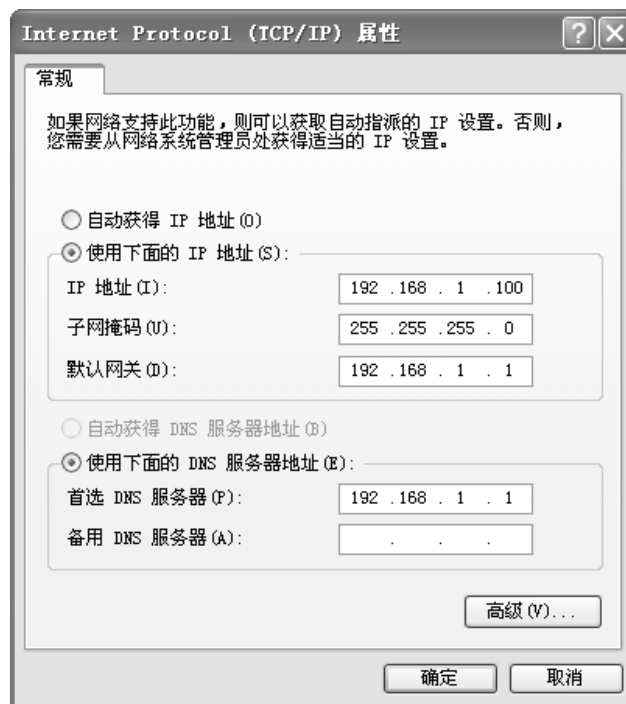 Internet Protocol (TCP/IP) 属性
常规
如果网络支持此功能，则可以获取自动指派的 IP 设置。否则，
您需要从网络系统管理员处获得适当的 IP 设置。
自动获得 IP 地址(O)
使用下面的 IP 地址(S):
IP 地址(I): 192 .168 . 1 .100
子网掩码(U): 255 .255 .255 . 0
默认网关(D): 192 .168 . 1 . 1
自动获得 DNS 服务器地址(B)
使用下面的 DNS 服务器地址(E):
首选 DNS 服务器(P): 192 .168 . 1 . 1
备用 DNS 服务器(A): . . .
高级(V)...
确定 取消